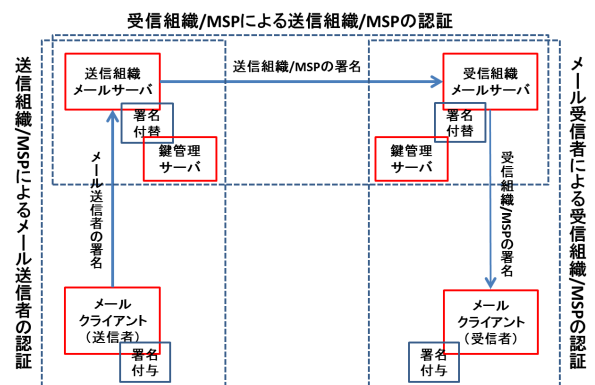 受信組織/MSPによる送信組織/MSPの認証
送信組織/MSPによるメール送信者の認証
送信組織
メールサーバ
送信組織/MSPの署名
受信組織
メールサーバ
署名
付替
鍵管理
サーバ
署名
付替
鍵管理
サーバ
メール送信者の署名
受信組織/MSPの署名
メール受信者による受信組織/MSPの認証
メール
クライアント
（送信者）
署名
付与
メール
クライアント
（受信者）
署名
付与